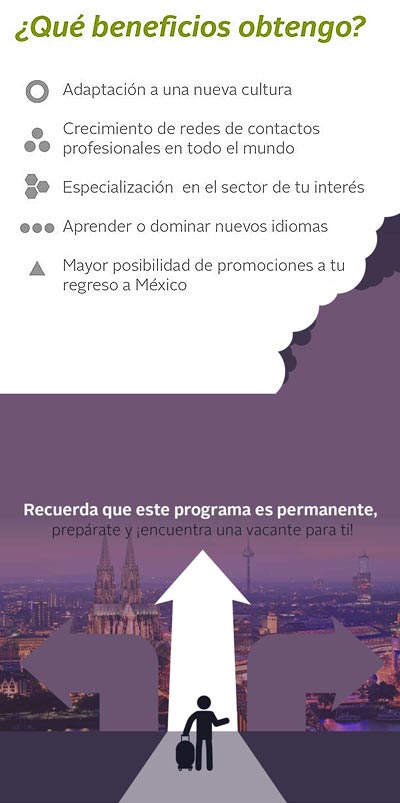 ¿Qué beneficios obtengo?
Adaptación a una nueva cultura
Crecimiento de redes de contactos
profesionales en todo el mundo
Especialización en el sector de tu interés
Aprender o dominar nuevos idiomas
Mayor posibilidad de promociones a tu
regreso a México
Recuerda que este programa es permanente,
prepárate y ¡encuentra una vacante para ti!